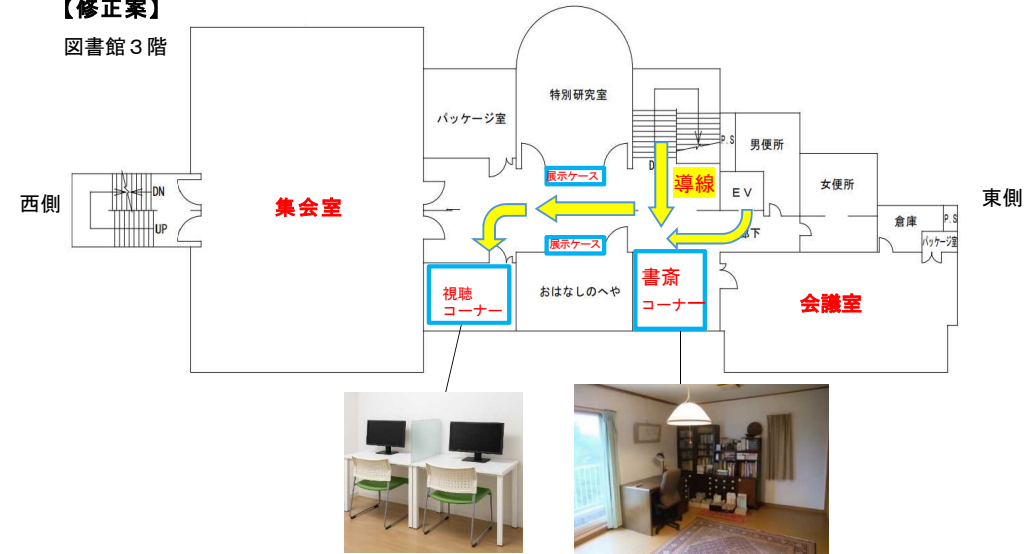 【修正案】
図書館３階
特別研究室
パッケージ室
P.S
男便所
展示ケース
D
導線
EV
女便所
西側
DN
UP
集会室
東側
倉庫
P.S
パッケージ室
展示ケース
廊下
視聴
コーナー
おはなしのへや
書斎
コーナー
会議室